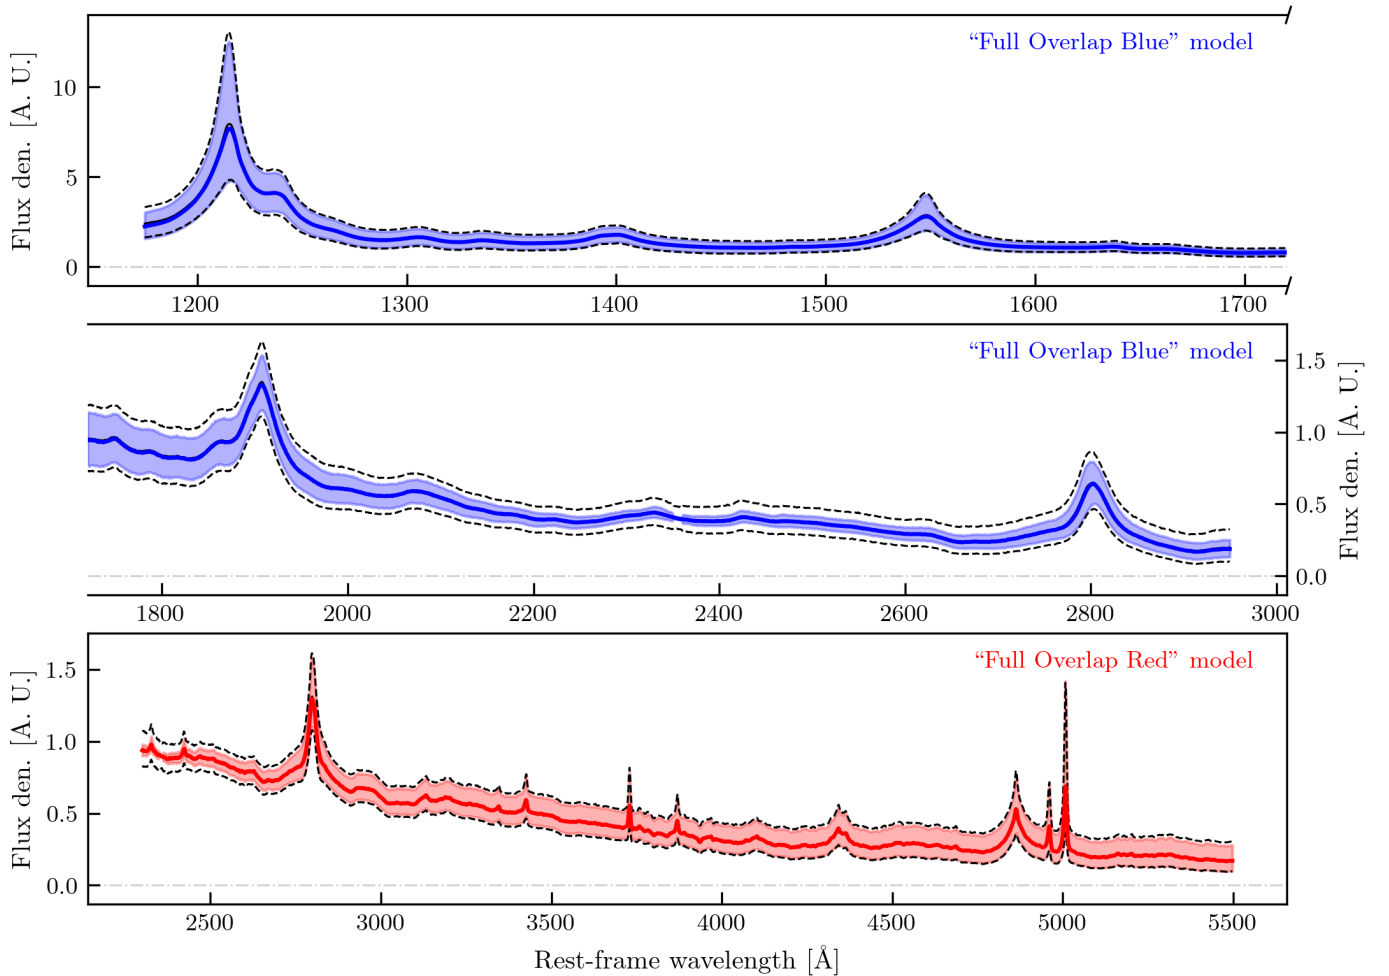 “Full Overlap Blue” model
Flux den. [A. U.]
10
5
0
1200 1300 1400 1500 1600 1700
“Full Overlap Blue” model
Flux den. [A. U.]
1.5
1.0
0.5
0.0
1800 2000 2200 2400 2600 2800 3000
“Full Overlap Red” model
Flux den. [A. U.]
1.5
1.0
0.5
0.0
2500 3000 3500 4000 4500 5000 5500
Rest-frame wavelength [Å]